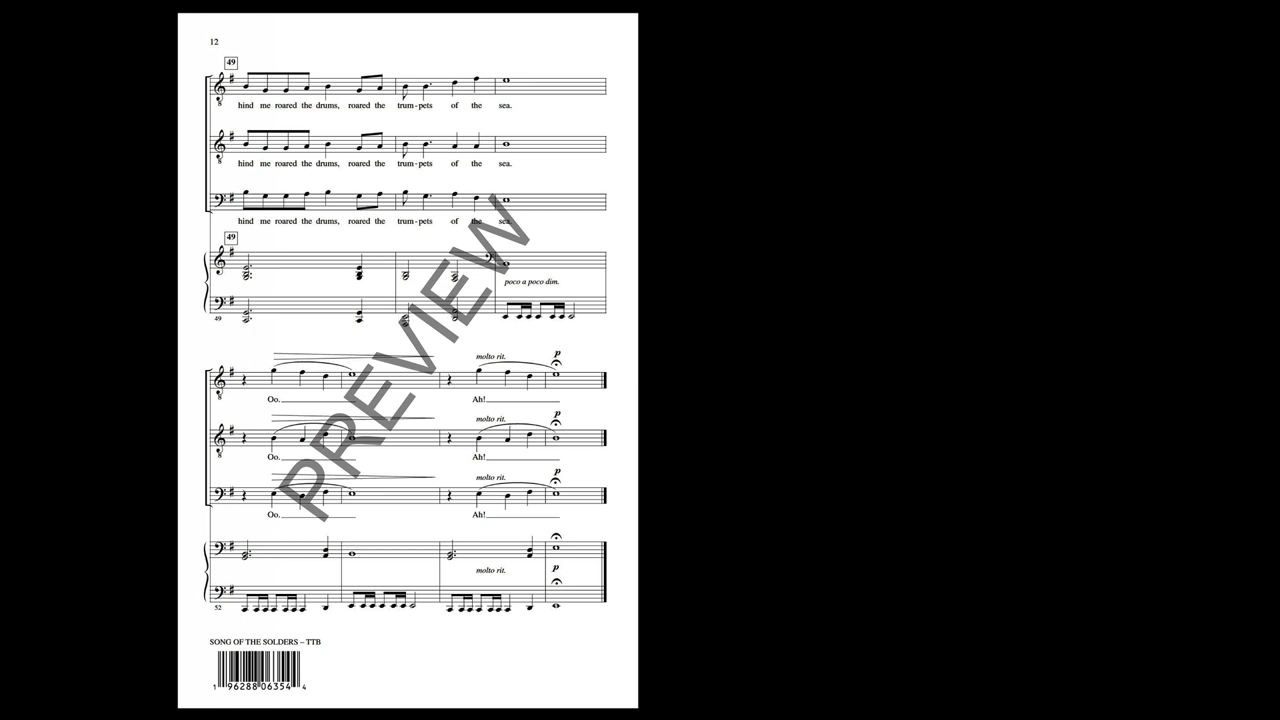 12
49
hind me roared the drums, roared the trum-pets of the sea.
hind me roared the drums, roared the trum-pets of the sea.
hind me roared the drums, roared the trum-pets of the sea.
49
poco a poco dim.
49
PREVIEW
molto rit. p
Oo. Ah!
molto rit. p
Oo. Ah!
molto rit. p
Oo. Ah!
molto rit. p
52
SONG OF THE SOLDERS – TTB
1 96288 06354 4